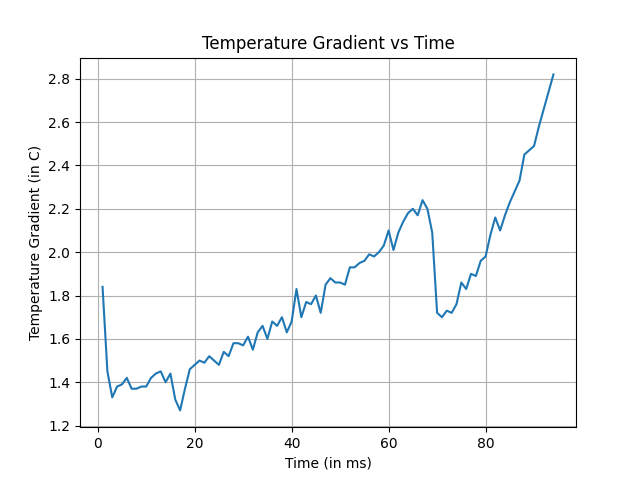 Temperature Gradient vs Time
Temperature Gradient (in C)
2.8
2.6
2.4
2.2
2.0
1.8
1.6
1.4
1.2
0 20 40 60 80
Time (in ms)